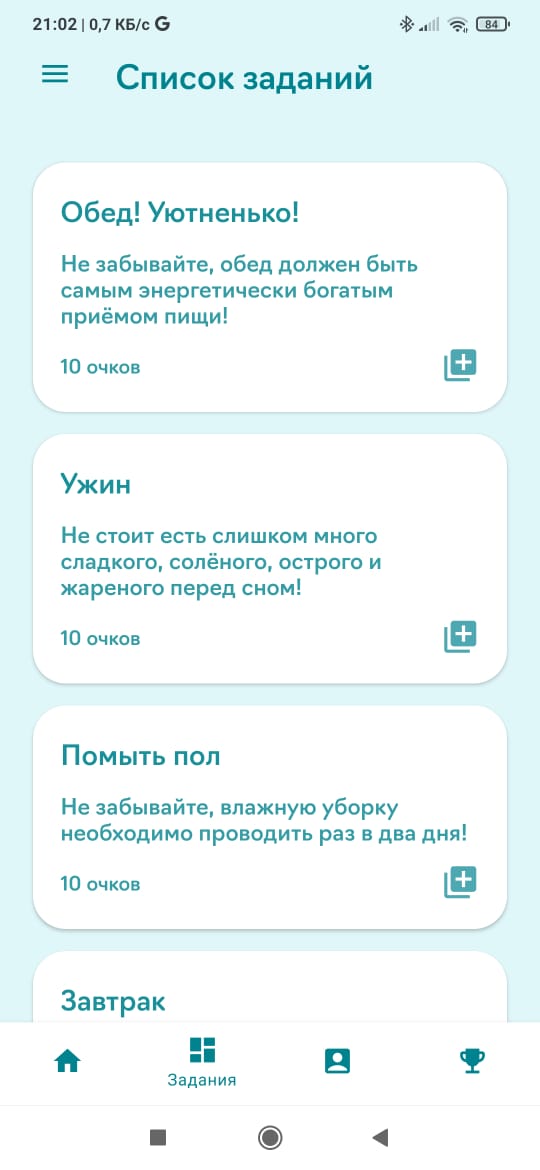 21:02 | 0,7 КБ/с G
84
Список заданий
Обед! Уютненько!
Не забывайте, обед должен быть
самым энергетически богатым
приёмом пищи!
10 очков
Ужин
Не стоит есть слишком много
сладкого, солёного, острого и
жареного перед сном!
10 очков
Помыть пол
Не забывайте, влажную уборку
необходимо проводить раз в два дня!
10 очков
Завтрак
Задания